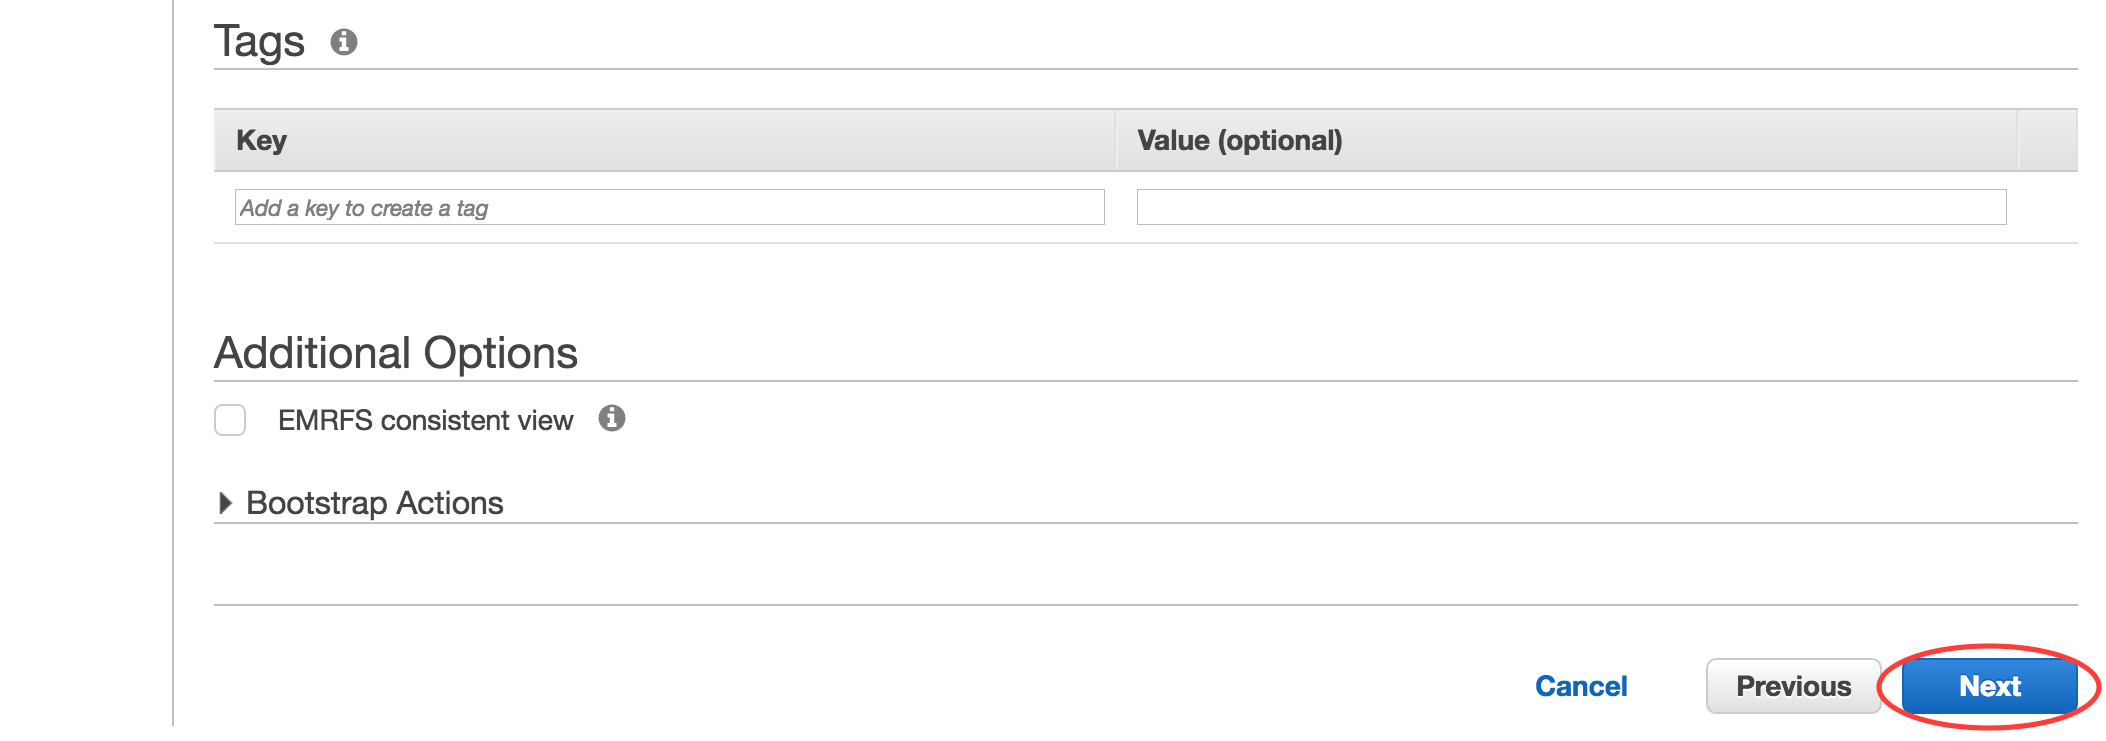 Tags
Key Value (optional)
Add a key to create a tag
Additional Options
EMRFS consistent view
Bootstrap Actions
Cancel Previous Next